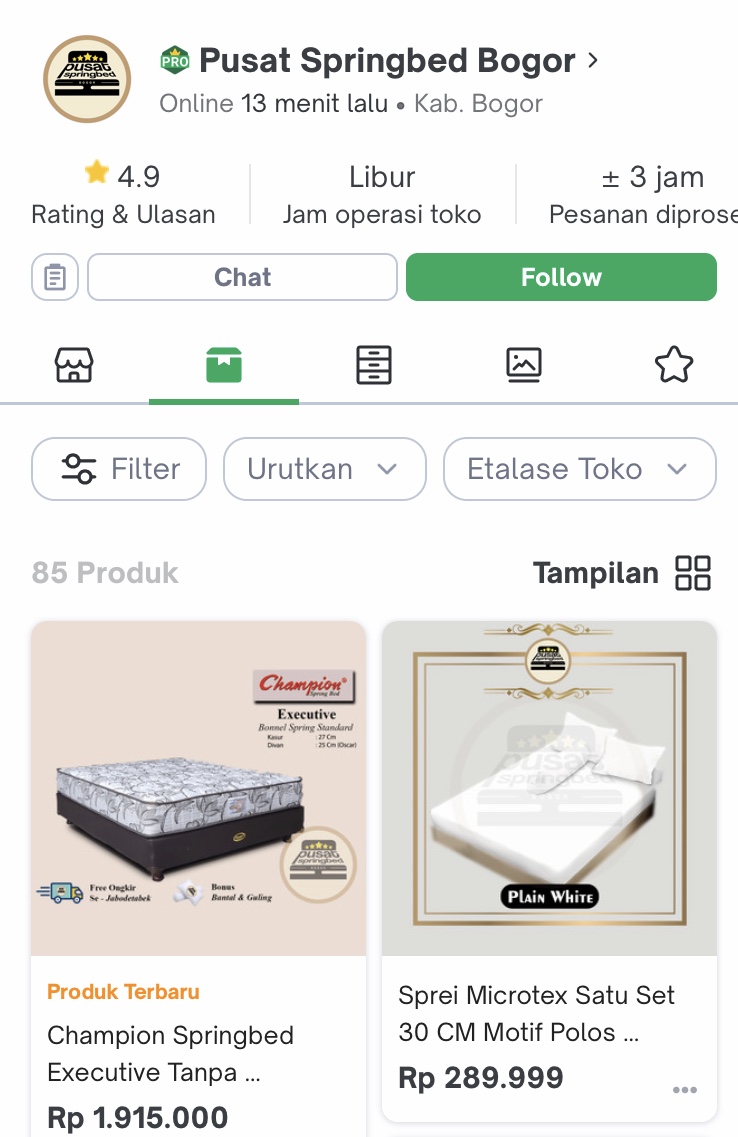 pusat
springbed
BOGOR
PRO Pusat Springbed Bogor
Online 13 menit lalu • Kab. Bogor
4.9
Rating & Ulasan
Libur
Jam operasi toko
± 3 jam
Pesanan diprose
Chat
Follow
Filter
Urutkan
Etalase Toko
85 Produk
Tampilan
Champion®
Spring Bed
Executive
Bonnel Spring Standard
Kasur : 27 Cm
Divan : 25 Cm (Oscar)
pusat
springbed
Free Ongkir
Se - Jabodetabek
Bonus
Bantal & Guling
pusat
springbed
PLAIN WHITE
Produk Terbaru
Champion Springbed
Executive Tanpa ...
Rp 1.915.000
Sprei Microtex Satu Set
30 CM Motif Polos ...
Rp 289.999